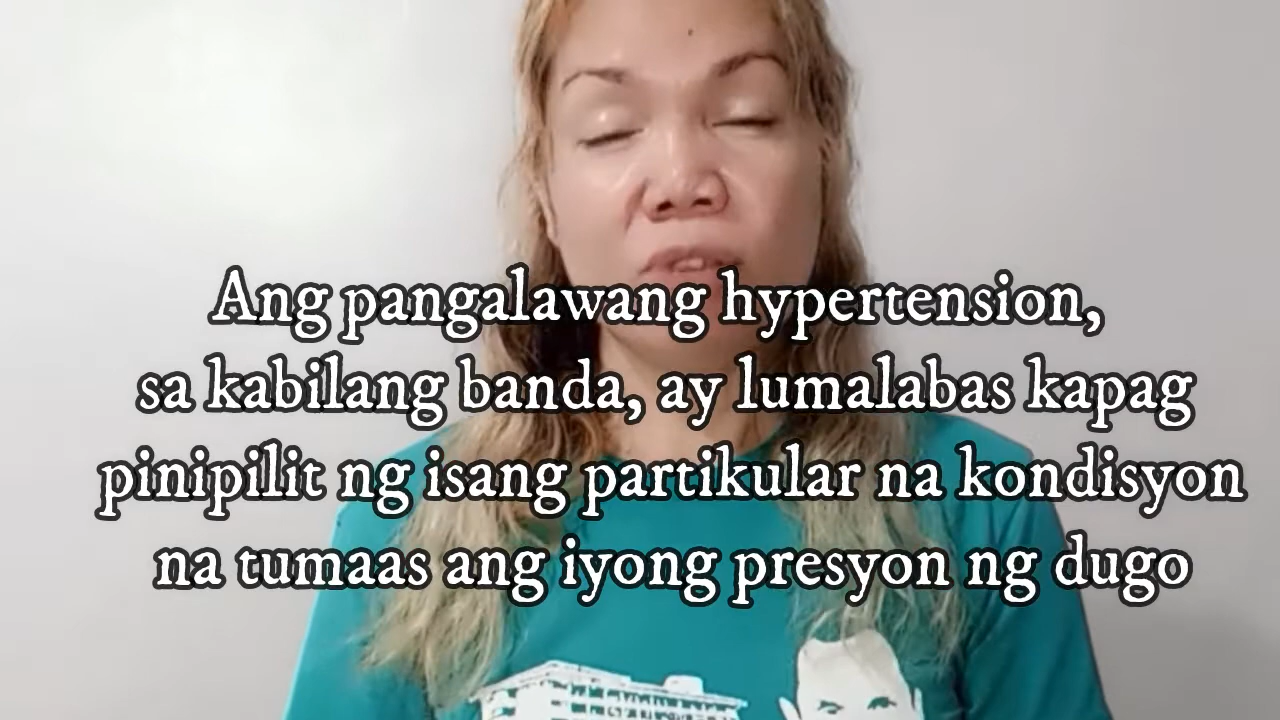 Ang pangalawang hypertension,
sa kabilang banda, ay lumalabas kapag
pinipilit ng isang partikular na kondisyon
na tumaas ang iyong presyon ng dugo